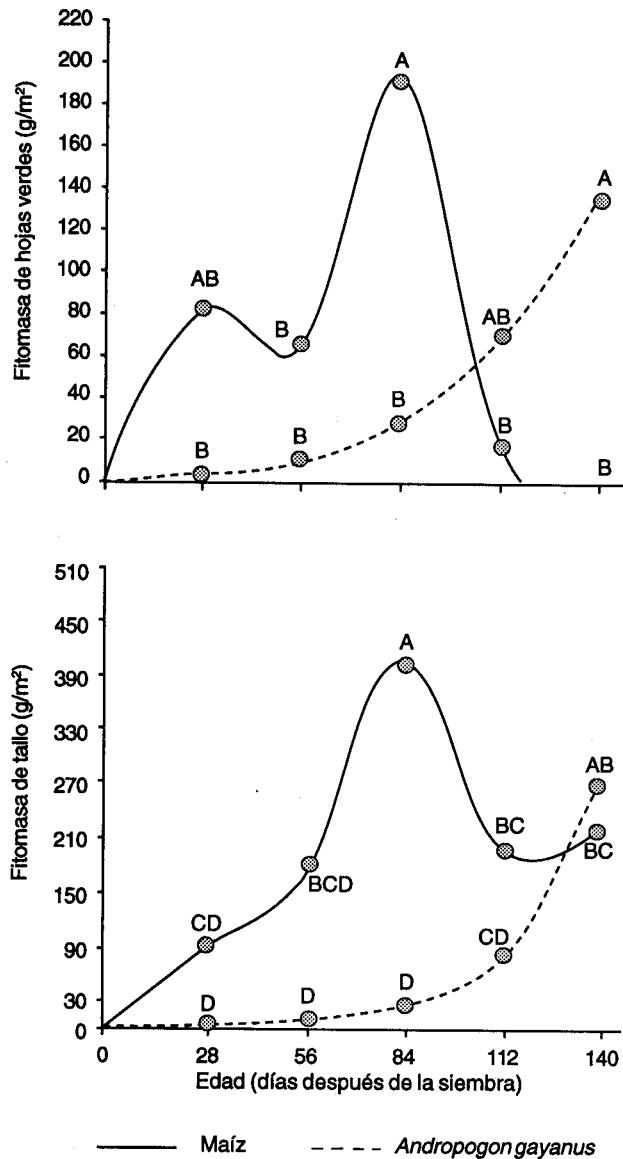 Fitomasa de hojas verdes (g/m²)
220
200
180
160
140
120
100
80
60
40
20
0
AB
B
A
B
B
B
B
B
AB
A
B
Fitomasa de tallo (g/m²)
510
450
390
330
270
210
150
90
30
0
CD
BCD
A
BC
BC
D
D
D
CD
AB
0 28 56 84 112 140
Edad (días después de la siembra)
Maíz Andropogon gayanus